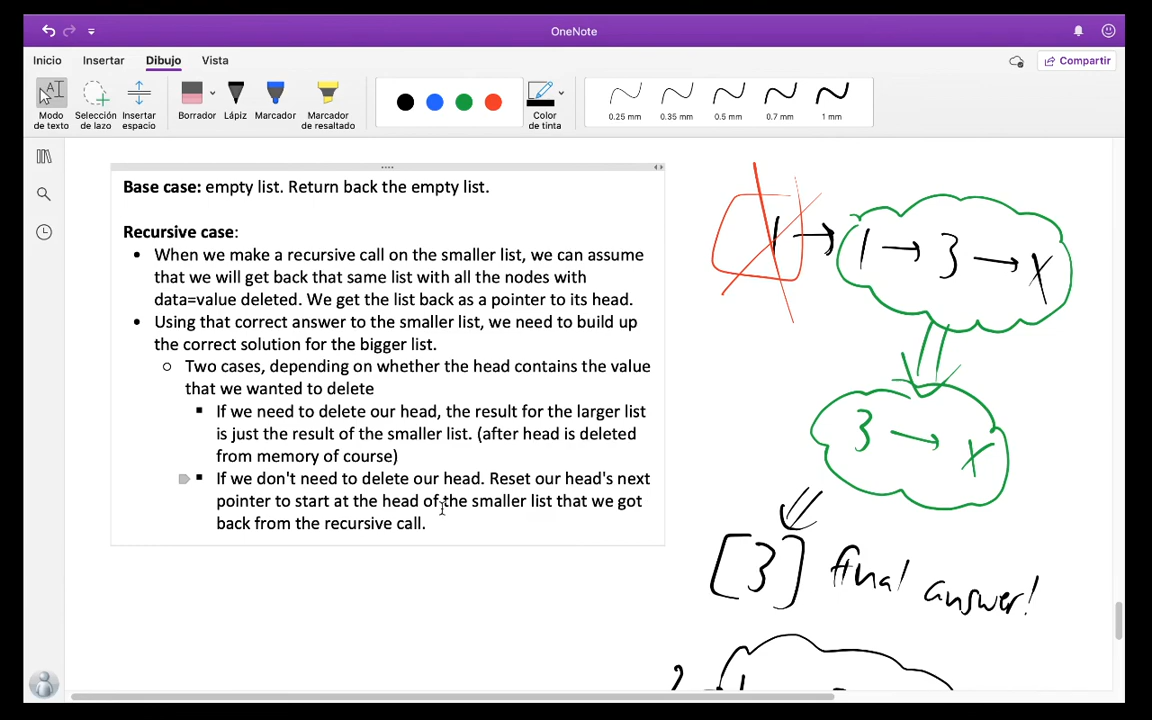 OneNote
Inicio Insertar Dibujo Vista
Compartir
Modo de texto
Selección de lazo
Insertar espacio
Borrador
Lápiz
Marcador
Marcador de resaltado
Color de tinta
0.25 mm 0.35 mm 0.5 mm 0.7 mm 1 mm
Base case: empty list. Return back the empty list.
Recursive case:
• When we make a recursive call on the smaller list, we can assume
that we will get back that same list with all the nodes with
data=value deleted. We get the list back as a pointer to its head.
• Using that correct answer to the smaller list, we need to build up
the correct solution for the bigger list.
○ Two cases, depending on whether the head contains the value
that we wanted to delete
▪ If we need to delete our head, the result for the larger list
is just the result of the smaller list. (after head is deleted
from memory of course)
▪ If we don't need to delete our head. Reset our head's next
pointer to start at the head of the smaller list that we got
back from the recursive call.
1 → 1 → 3 → X
3 → X
[3] final answer!